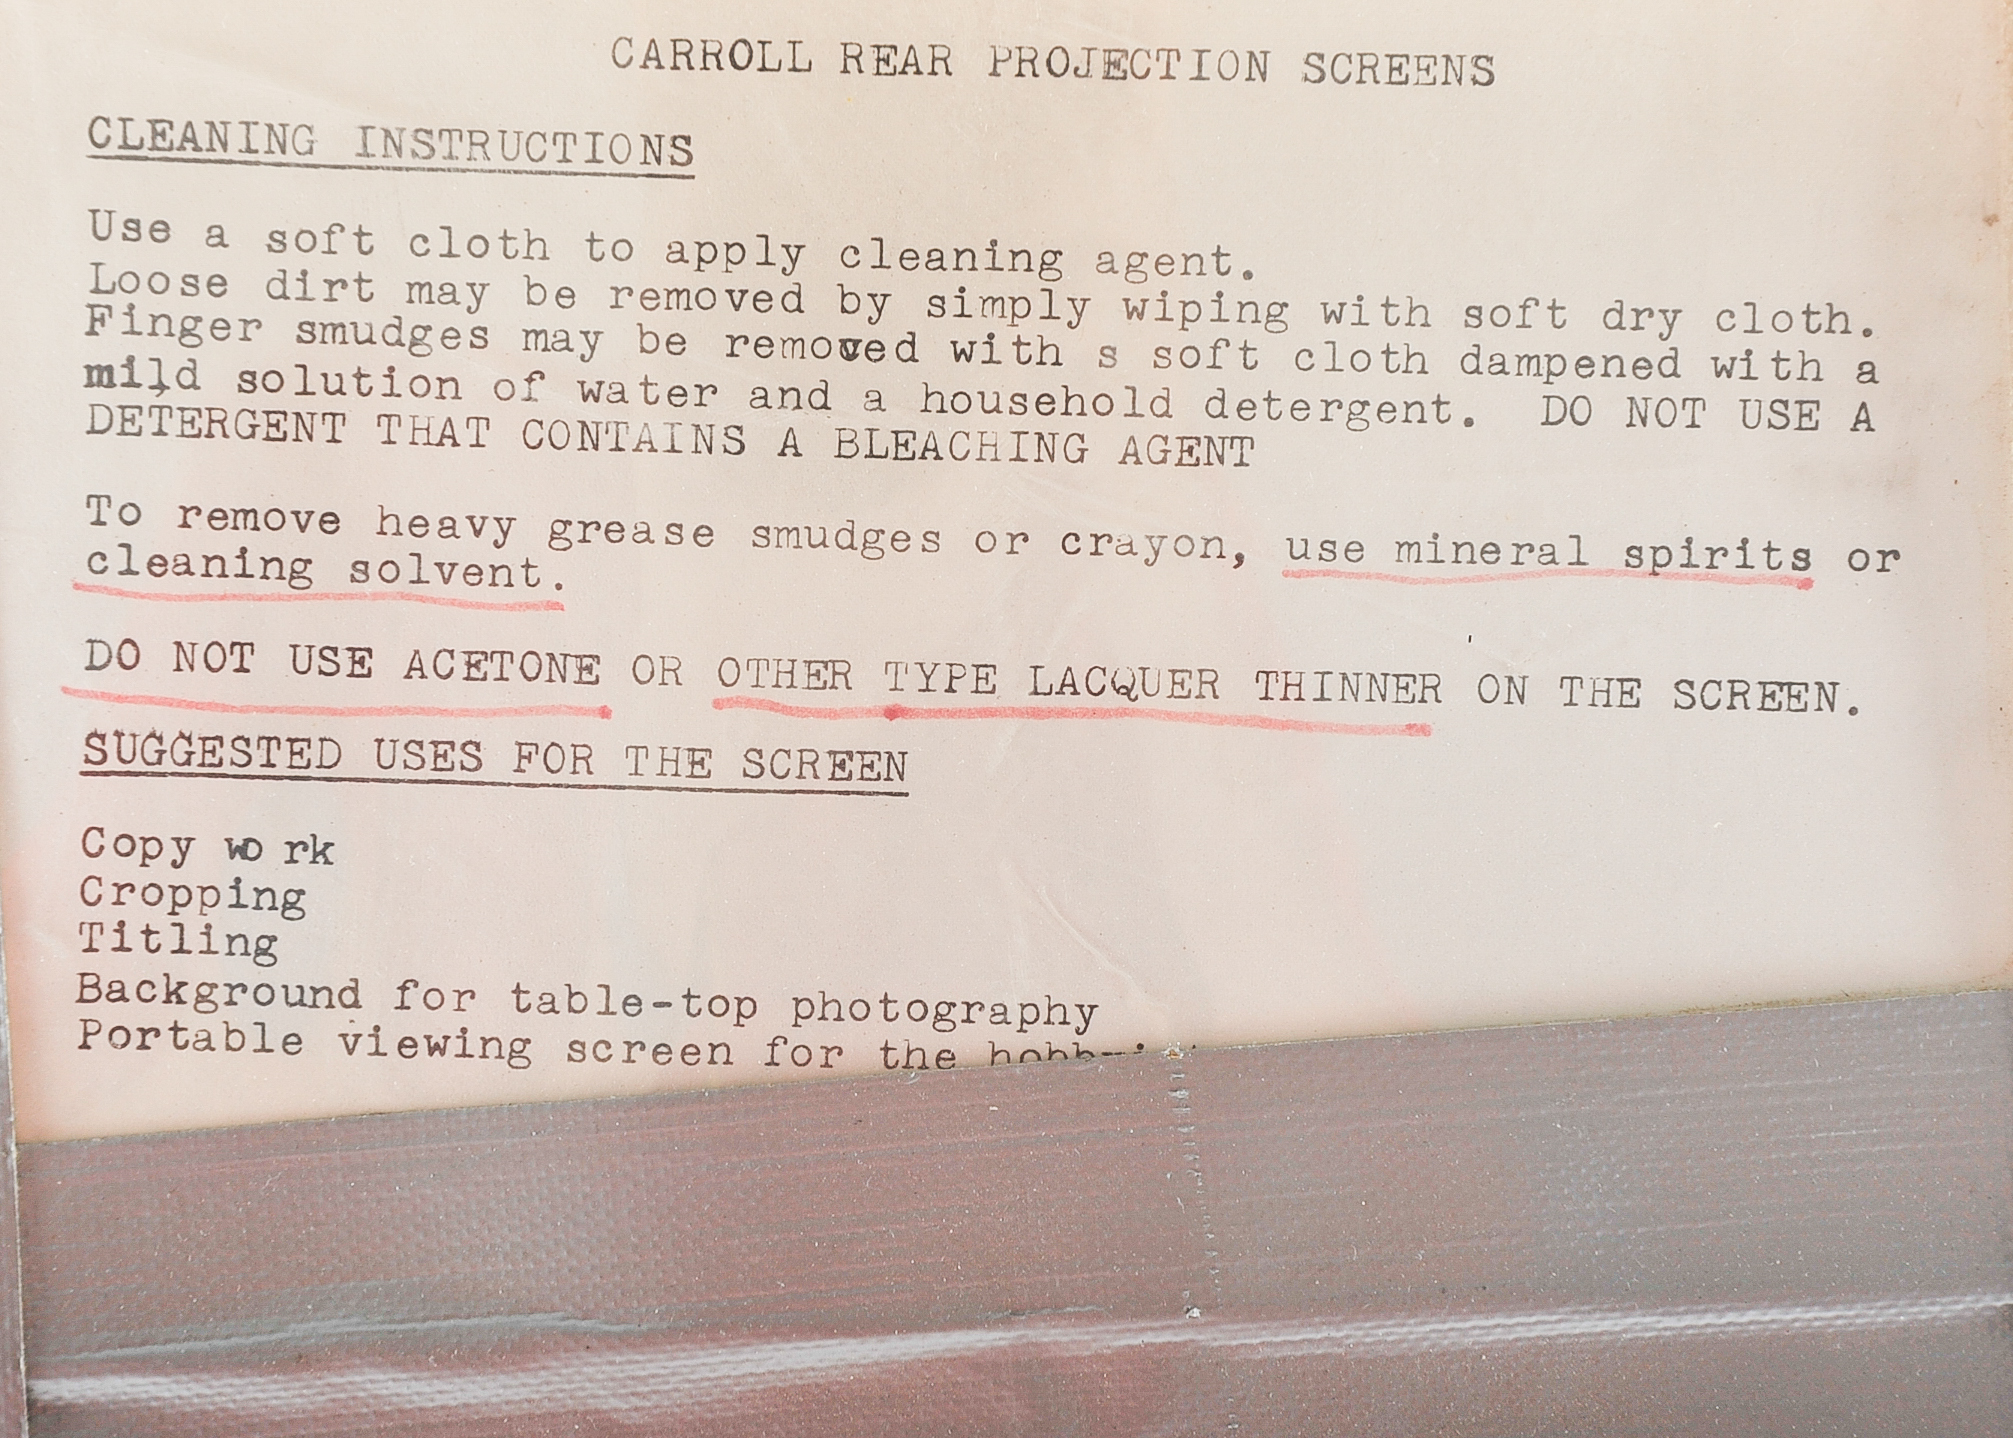 CARROLL REAR PROJECTION SCREENS
CLEANING INSTRUCTIONS
Use a soft cloth to apply cleaning agent.
Loose dirt may be removed by simply wiping with soft dry cloth.
Finger smudges may be removed with s soft cloth dampened with a
mild solution of water and a household detergent. DO NOT USE A
DETERGENT THAT CONTAINS A BLEACHING AGENT
To remove heavy grease smudges or crayon, use mineral spirits or
cleaning solvent.
DO NOT USE ACETONE OR OTHER TYPE LACQUER THINNER ON THE SCREEN.
SUGGESTED USES FOR THE SCREEN
Copy wo rk
Cropping
Titling
Background for table-top photography
Portable viewing screen for the